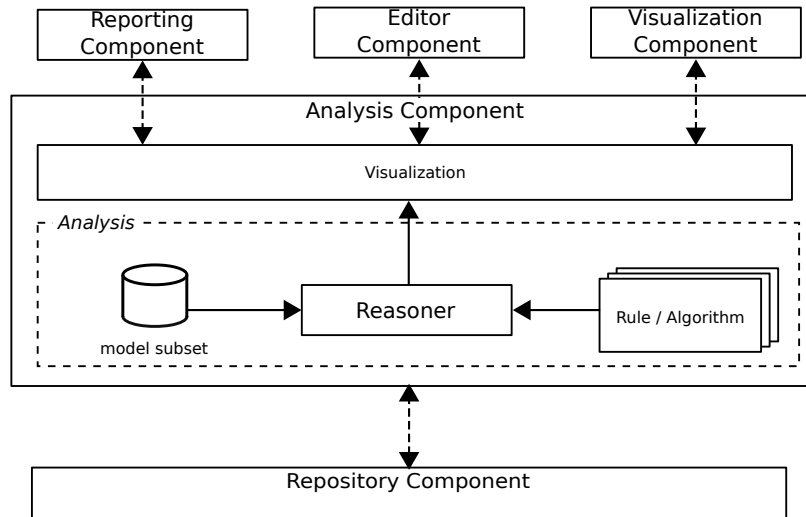 Reporting
Component
Editor
Component
Visualization
Component
Analysis Component
Visualization
Analysis
model subset
Reasoner
Rule / Algorithm
Repository Component